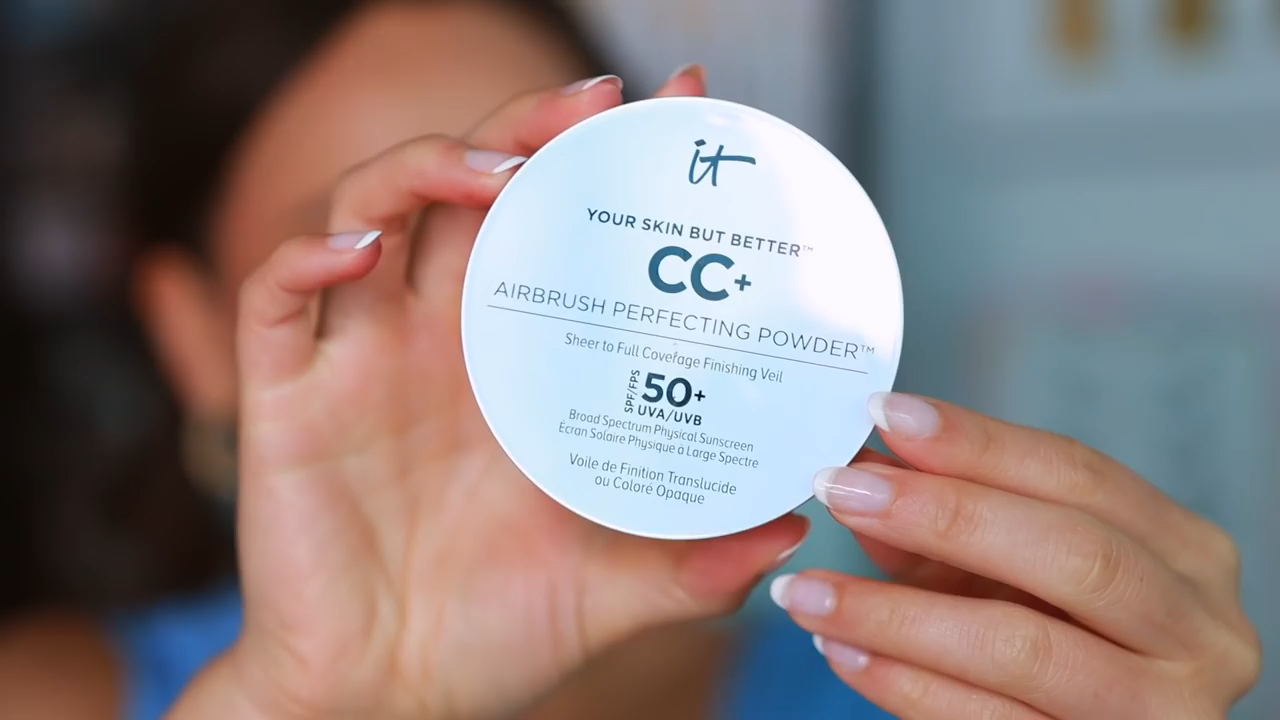 it
YOUR SKIN BUT BETTER™
CC+
AIRBRUSH PERFECTING POWDER™
Sheer to Full Coverage Finishing Veil
SPF/FPS
50+
UVA/UVB
Broad Spectrum Physical Sunscreen
Écran Solaire Physique à Large Spectre
Voile de Finition Translucide
ou Coloré Opaque